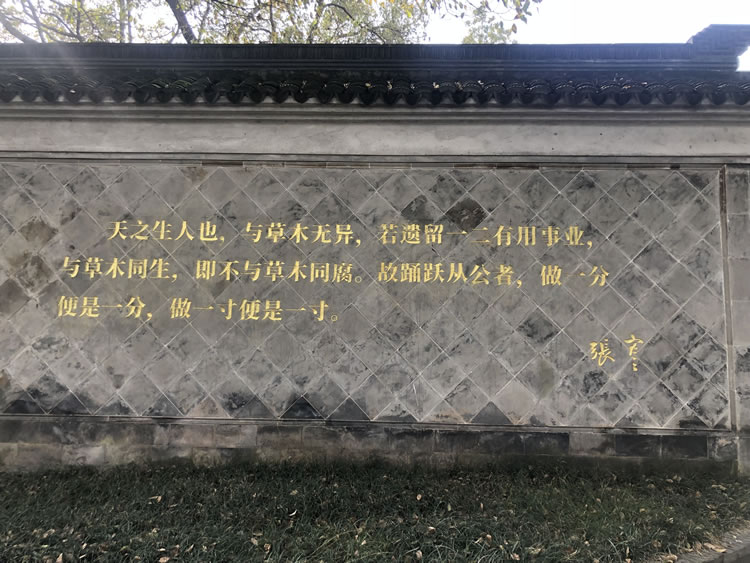 天之生人也，与草木无异，若遗留一二有用事业，
与草木同生，即不与草木同腐。故踊跃从公者，做一分
便是一分，做一寸便是一寸。
張謇